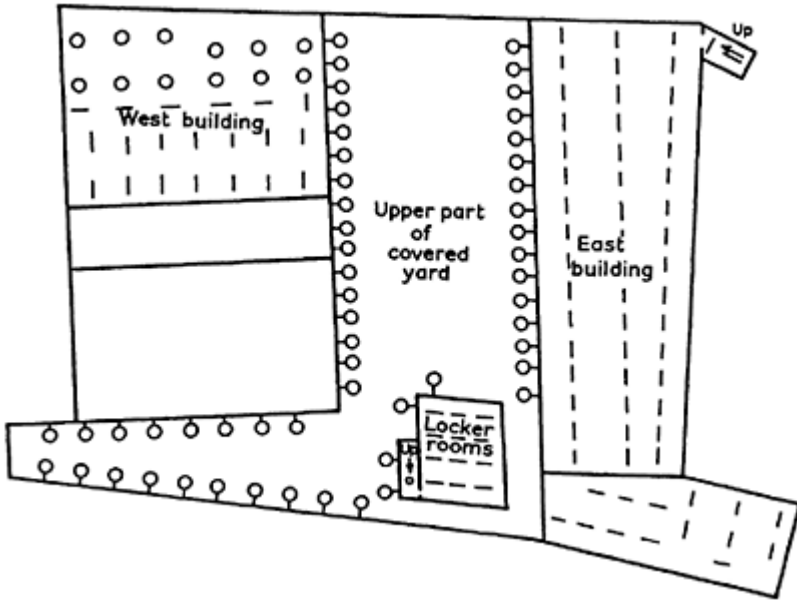 Up
West building
Upper part
of
covered
yard
East
building
Locker
rooms
Up